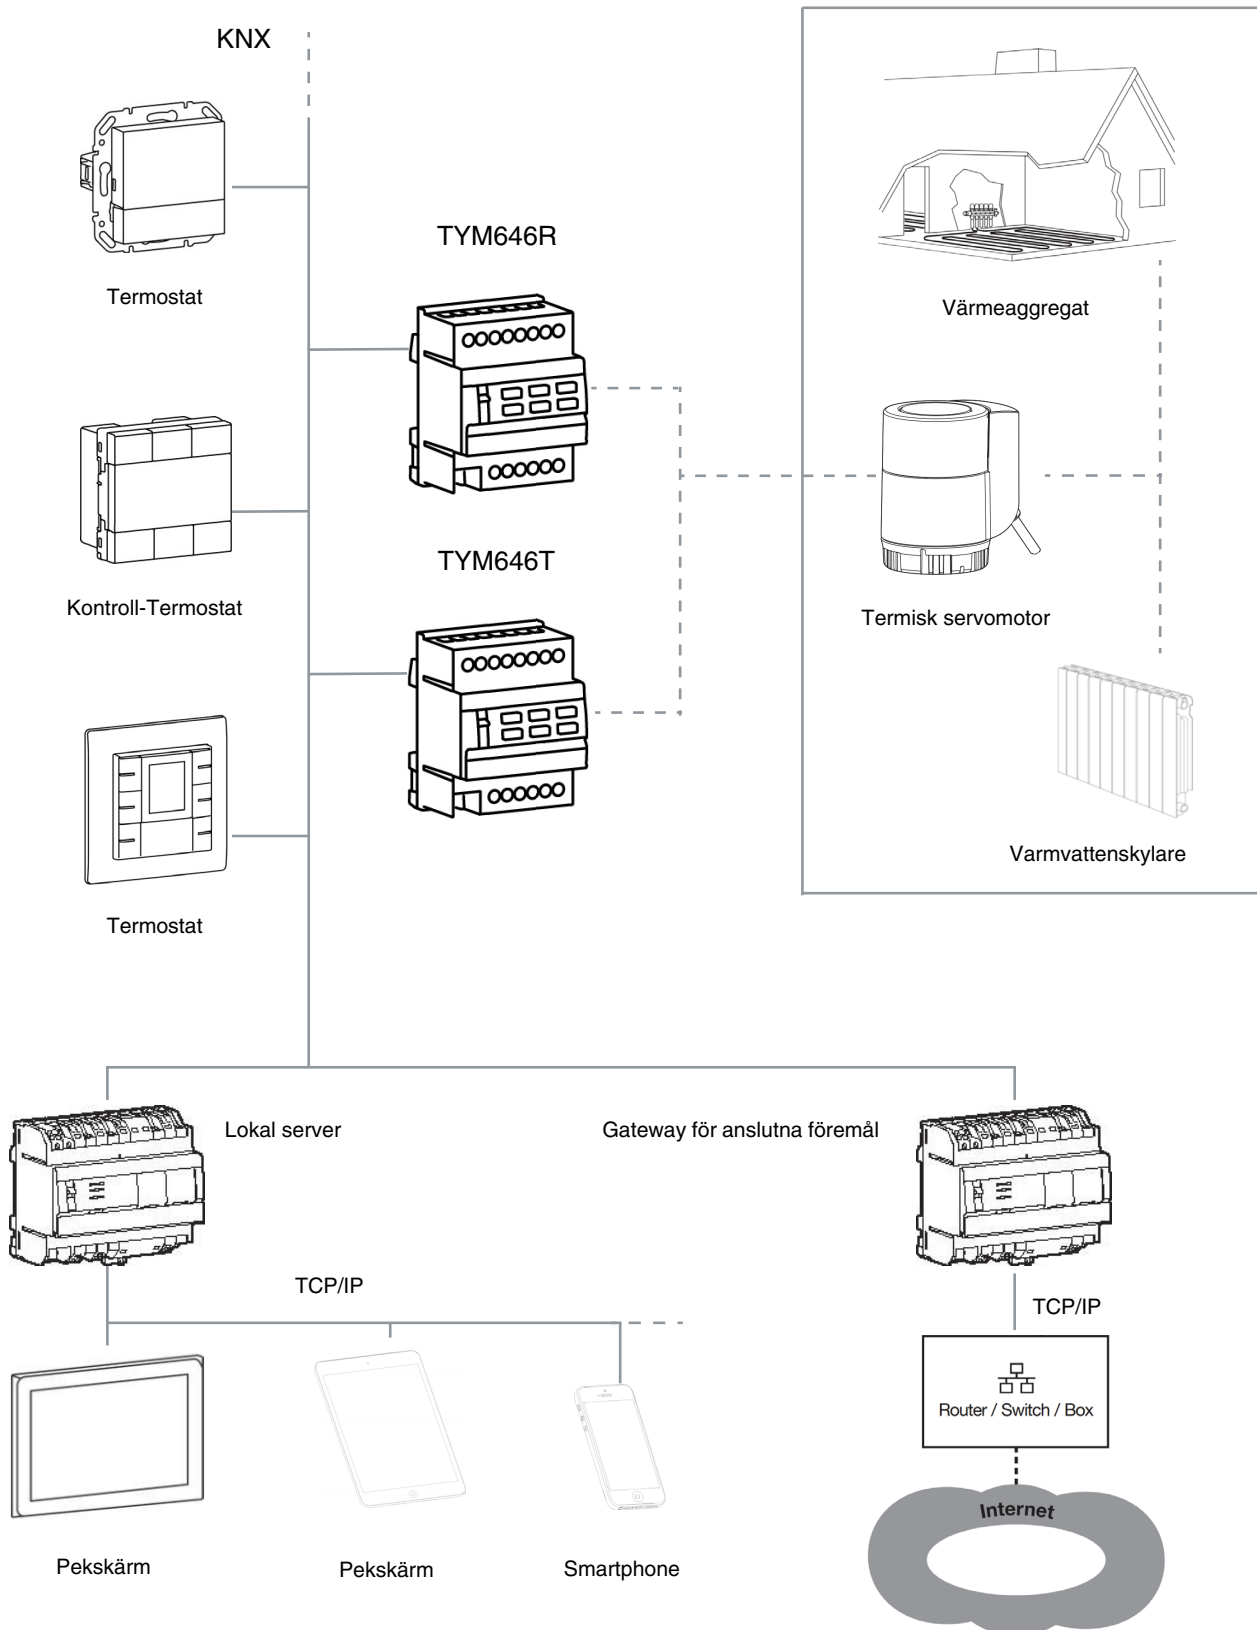 KNX
Termostat
TYM646R
Värmeaggregat
Kontroll-Termostat
TYM646T
Termisk servomotor
Varmvattenskylare
Termostat
Lokal server
Gateway för anslutna föremål
TCP/IP
TCP/IP
Router / Switch / Box
Internet
Pekskärm
Pekskärm
Smartphone